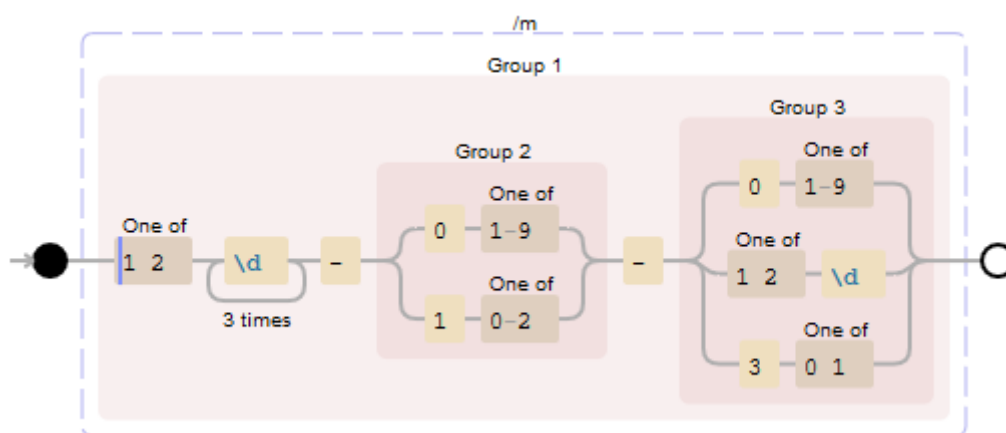 /m
Group 1
Group 3
One of
Group 2
0 1-9
One of
One of
0 1-9
One of
1 2 \d - - 1 2 \d
One of
3 times 1 0-2
One of
3 0 1